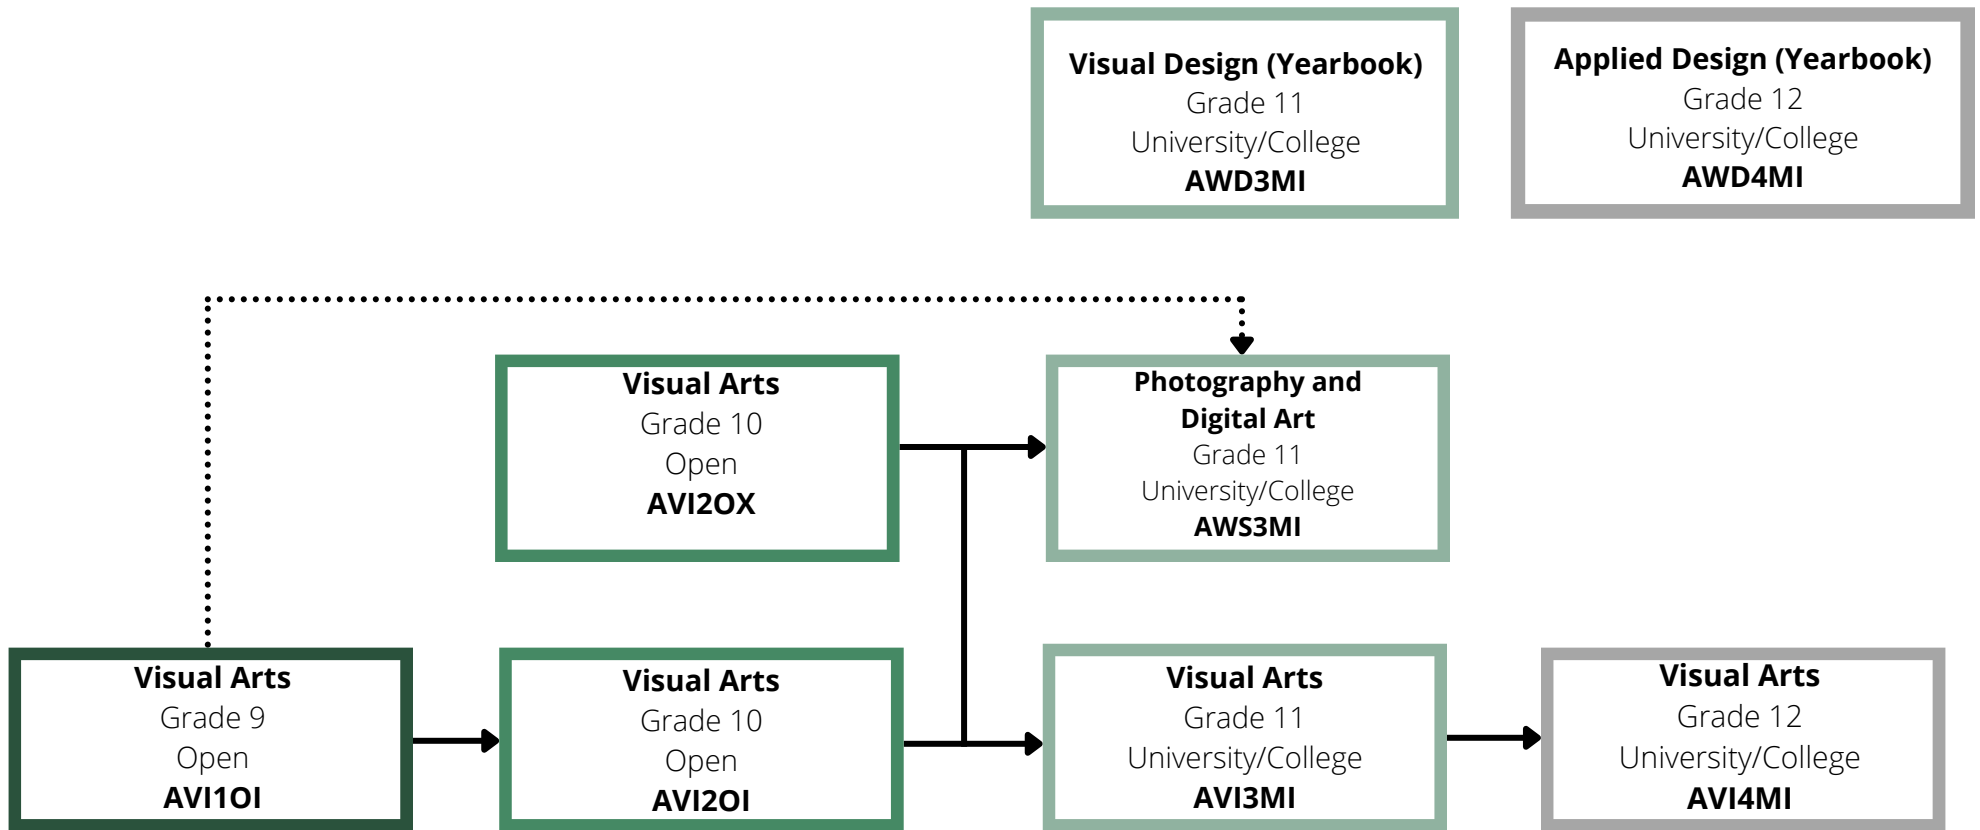 Visual Design (Yearbook)
Grade 11
University/College
AWD3MI
Applied Design (Yearbook)
Grade 12
University/College
AWD4MI
Visual Arts
Grade 10
Open
AVI2OX
Photography and
Digital Art
Grade 11
University/College
AWS3MI
Visual Arts
Grade 9
Open
AVI1OI
Visual Arts
Grade 10
Open
AVI2OI
Visual Arts
Grade 11
University/College
AVI3MI
Visual Arts
Grade 12
University/College
AVI4MI